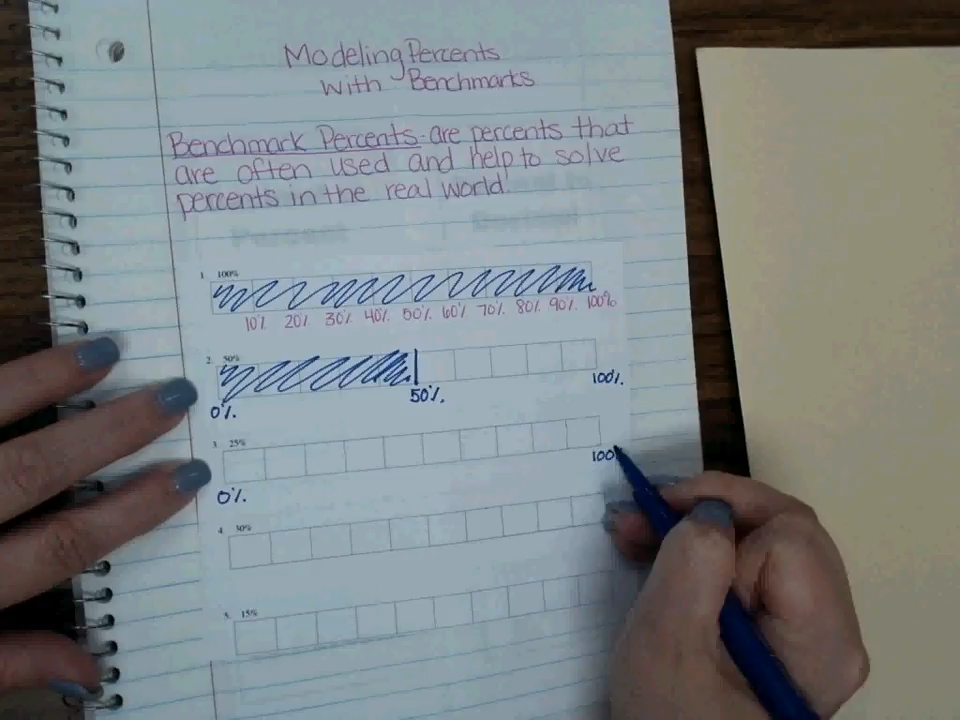 Modeling Percents
With Benchmarks
Benchmark Percents- are percents that
are often used and help to solve
percents in the real world!
1. 100%
10% 20% 30% 40% 50% 60% 70% 80% 90% 100%
2. 50%
0% 50% 100%
3. 25%
0% 100
4. 30%
5. 15%